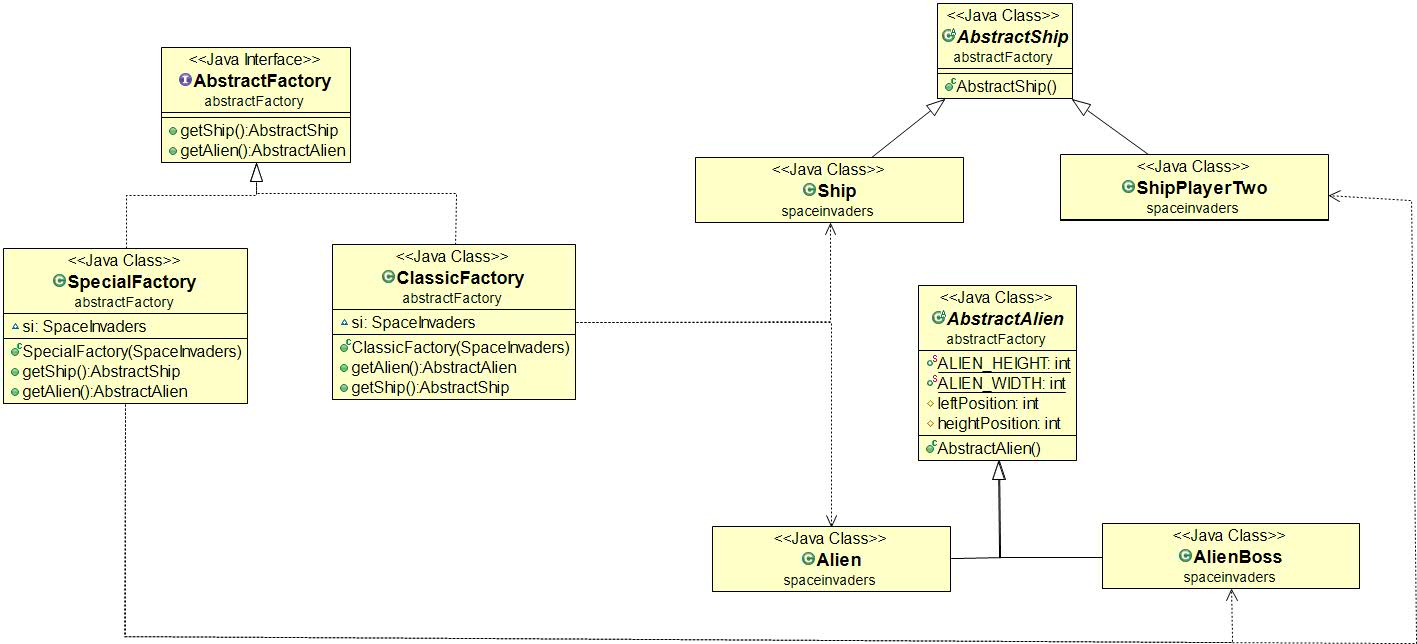 <<Java Class>>
AbstractShip
abstractFactory
AbstractShip()
<<Java Interface>>
AbstractFactory
abstractFactory
getShip():AbstractShip
getAlien():AbstractAlien
<<Java Class>>
Ship
spaceinvaders
<<Java Class>>
ShipPlayerTwo
spaceinvaders
<<Java Class>>
SpecialFactory
abstractFactory
si: SpaceInvaders
SpecialFactory(SpaceInvaders)
getShip():AbstractShip
getAlien():AbstractAlien
<<Java Class>>
ClassicFactory
abstractFactory
si: SpaceInvaders
ClassicFactory(SpaceInvaders)
getAlien():AbstractAlien
getShip():AbstractShip
<<Java Class>>
AbstractAlien
abstractFactory
ALIEN_HEIGHT: int
ALIEN_WIDTH: int
leftPosition: int
heightPosition: int
AbstractAlien()
<<Java Class>>
Alien
spaceinvaders
<<Java Class>>
AlienBoss
spaceinvaders